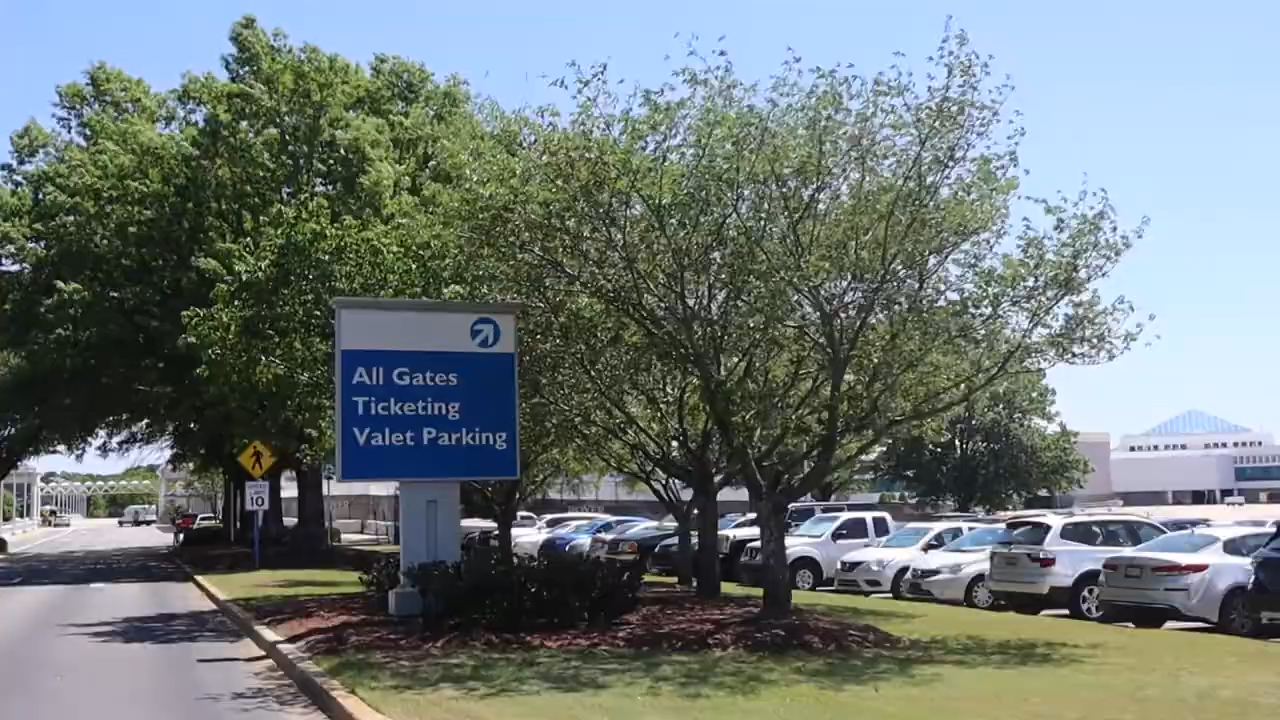 All Gates
Ticketing
Valet Parking
SPEED
LIMIT
10